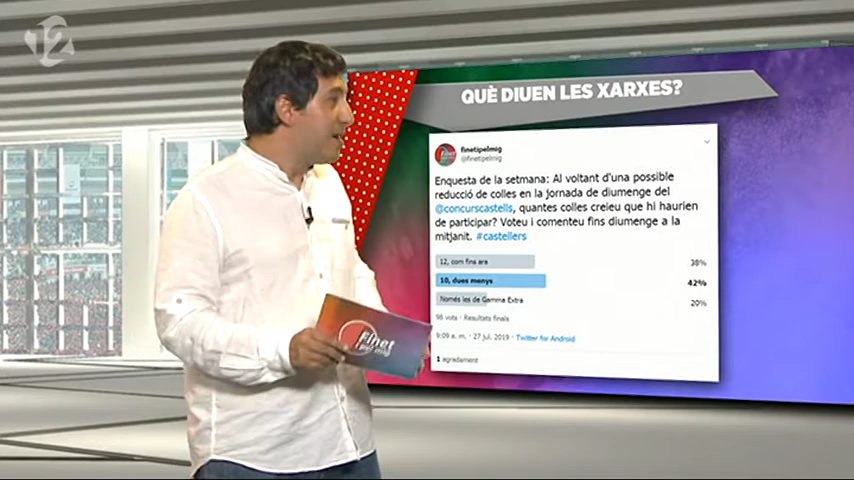 12
QUÈ DIUEN LES XARXES?
finetipelmig
@finetipelmig
Enquesta de la setmana: Al voltant d'una possible
reducció de colles en la jornada de diumenge del
@concurscastells, quantes colles creieu que hi haurien
de participar? Voteu i comenteu fins diumenge a la
mitjanit. #castellers
12, com fins ara 38%
10, dues menys 42%
Només les de Gamma Extra 20%
98 vots · Resultats finals
9:09 a. m. · 27 jul. 2019 · Twitter for Android
1 agradament
Finet
i pel mig